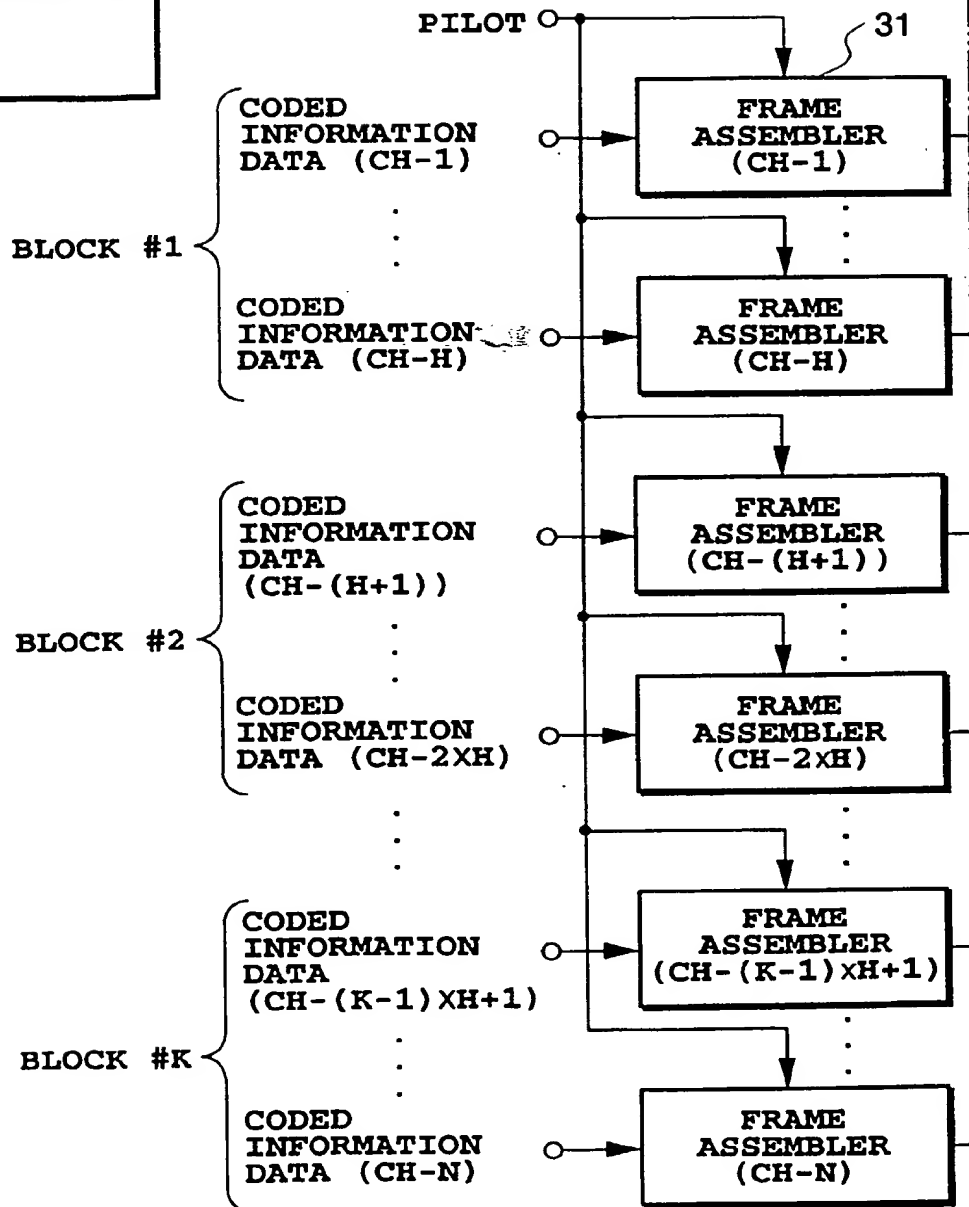 PILOT
31
CODED
INFORMATION
DATA (CH-1)
FRAME
ASSEMBLER
(CH-1)
BLOCK #1
CODED
INFORMATION
DATA (CH-H)
FRAME
ASSEMBLER
(CH-H)
CODED
INFORMATION
DATA
(CH-(H+1))
FRAME
ASSEMBLER
(CH-(H+1))
BLOCK #2
CODED
INFORMATION
DATA (CH-2XH)
FRAME
ASSEMBLER
(CH-2xH)
CODED
INFORMATION
DATA
(CH-(K-1)XH+1)
FRAME
ASSEMBLER
(CH-(K-1)xH+1)
BLOCK #K
CODED
INFORMATION
DATA (CH-N)
FRAME
ASSEMBLER
(CH-N)